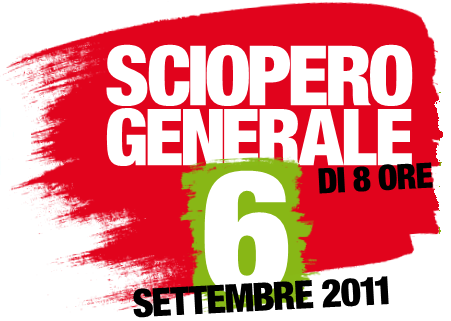 SCIOPERO
GENERALE
DI 8 ORE
6
SETTEMBRE 2011